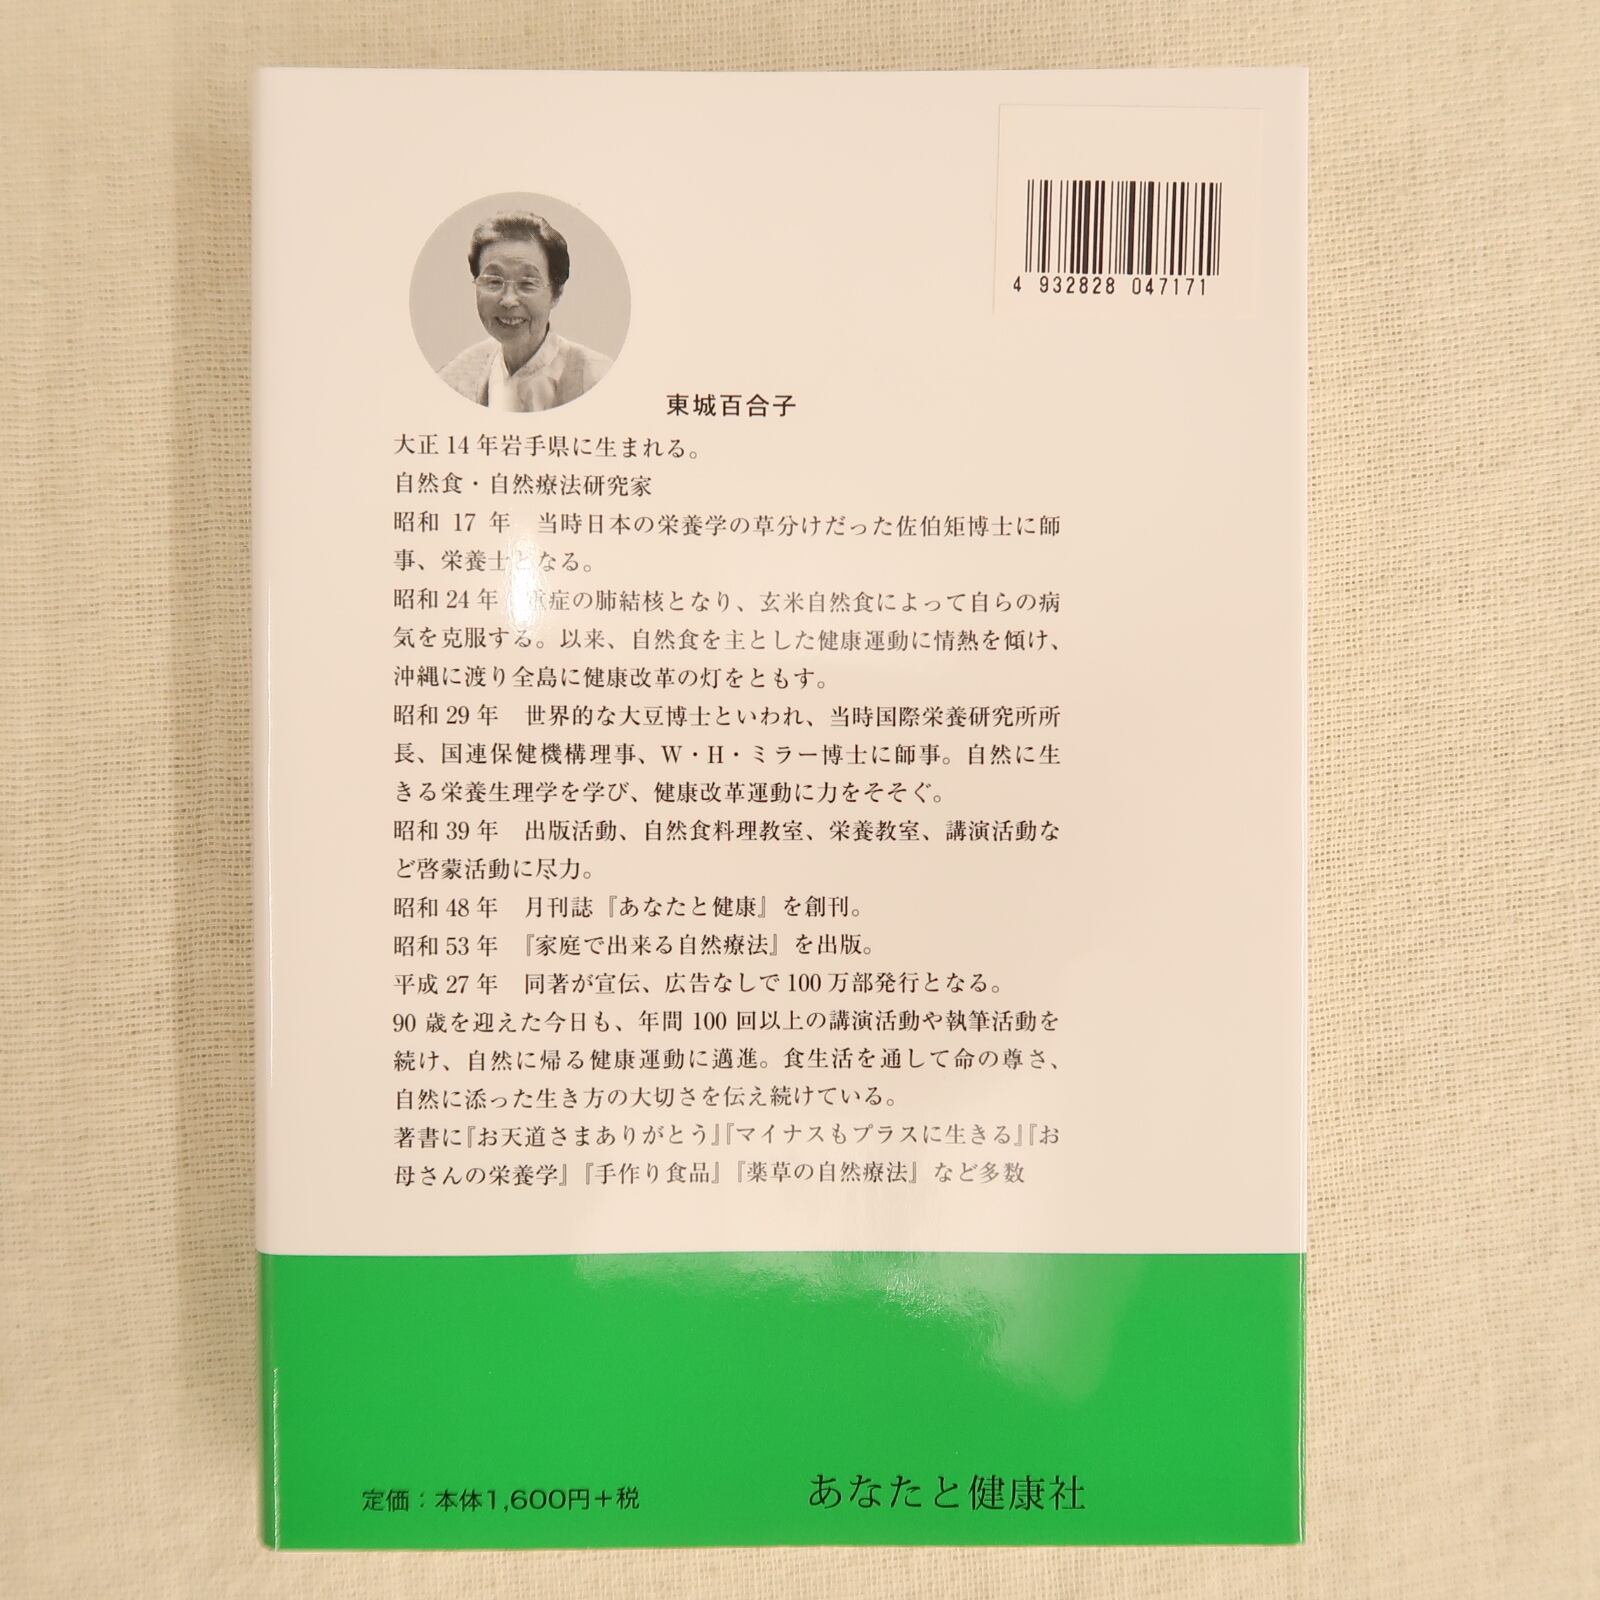 4 932828 047171
東城百合子
大正14年岩手県に生まれる。
自然食・自然療法研究家
昭和 17 年　当時日本の栄養学の草分けだった佐伯矩博士に師
事、栄養士となる。
昭和24年　重症の肺結核となり、玄米自然食によって自らの病
気を克服する。以来、自然食を主とした健康運動に情熱を傾け、
沖縄に渡り全島に健康改革の灯をともす。
昭和29年　世界的な大豆博士といわれ、当時国際栄養研究所所
長、国連保健機構理事、W・H・ミラー博士に師事。自然に生
きる栄養生理学を学び、健康改革運動に力をそそぐ。
昭和39年　出版活動、自然食料理教室、栄養教室、講演活動な
ど啓蒙活動に尽力。
昭和48年　月刊誌『あなたと健康』を創刊。
昭和53年　『家庭で出来る自然療法』を出版。
平成27年　同著が宣伝、広告なしで100万部発行となる。
90歳を迎えた今日も、年間100回以上の講演活動や執筆活動を
続け、自然に帰る健康運動に邁進。食生活を通して命の尊さ、
自然に添った生き方の大切さを伝え続けている。
著書に『お天道さまありがとう』『マイナスもプラスに生きる』『お
母さんの栄養学』『手作り食品』『薬草の自然療法』など多数
定価：本体1,600円+税
あなたと健康社